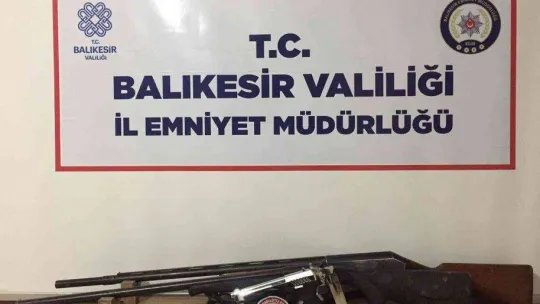 T.C.
BALIKESİR
VALİLİĞİ
T.C.
BALIKESİR VALİLİĞİ
İL EMNİYET MÜDÜRLÜĞÜ